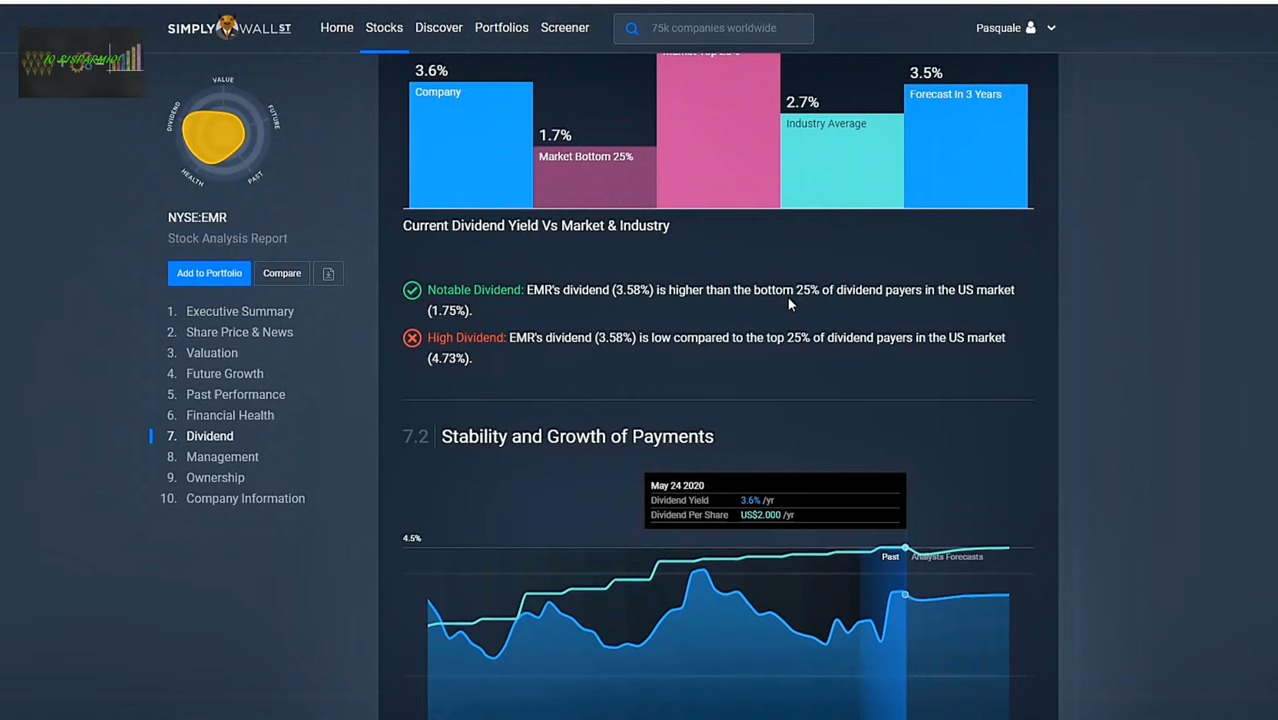 SIMPLY WALL ST
Home Stocks Discover Portfolios Screener
75k companies worldwide
Pasquale
IO RISPARMIO!
VALUE
FUTURE
PAST
HEALTH
DIVIDEND
NYSE:EMR
Stock Analysis Report
Add to Portfolio
Compare
1. Executive Summary
2. Share Price & News
3. Valuation
4. Future Growth
5. Past Performance
6. Financial Health
7. Dividend
8. Management
9. Ownership
10. Company Information
3.6%
Company
1.7%
Market Bottom 25%
Market Top 25%
2.7%
Industry Average
3.5%
Forecast In 3 Years
Current Dividend Yield Vs Market & Industry
Notable Dividend: EMR's dividend (3.58%) is higher than the bottom 25% of dividend payers in the US market
(1.75%).
High Dividend: EMR's dividend (3.58%) is low compared to the top 25% of dividend payers in the US market
(4.73%).
7.2 Stability and Growth of Payments
May 24 2020
Dividend Yield 3.6% /yr
Dividend Per Share US$2.000 /yr
4.5%
Past Analysts Forecasts